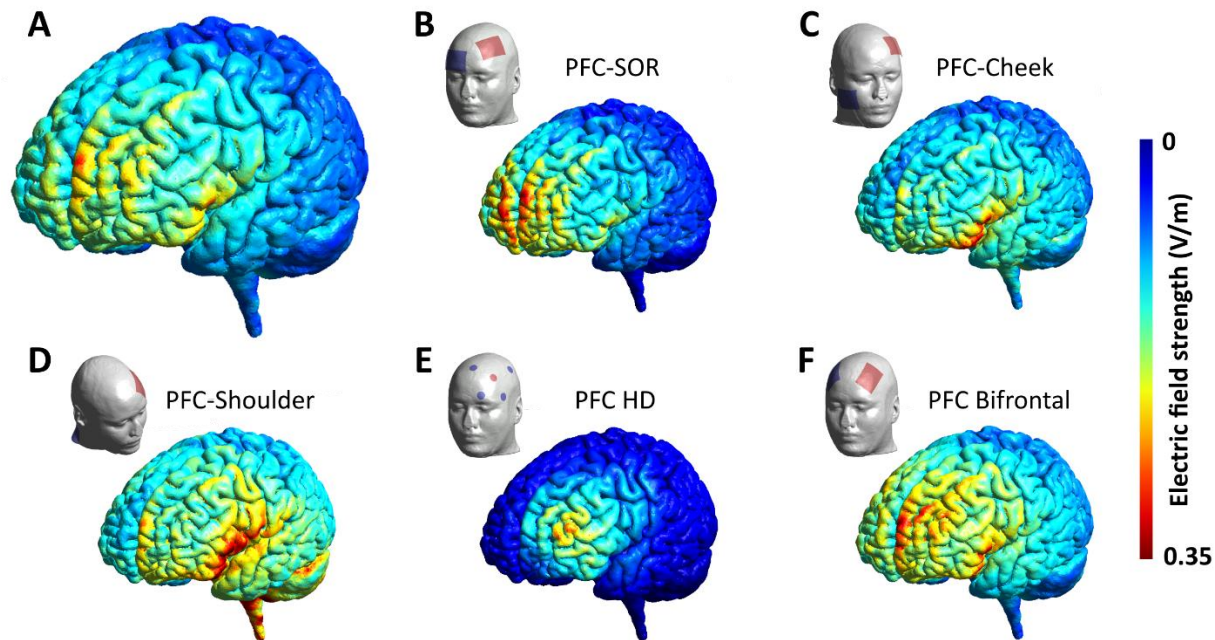 A
B
PFC-SOR
C
PFC-Cheek
0
Electric field strength (V/m)
0.35
D
PFC-Shoulder
E
PFC HD
F
PFC Bifrontal